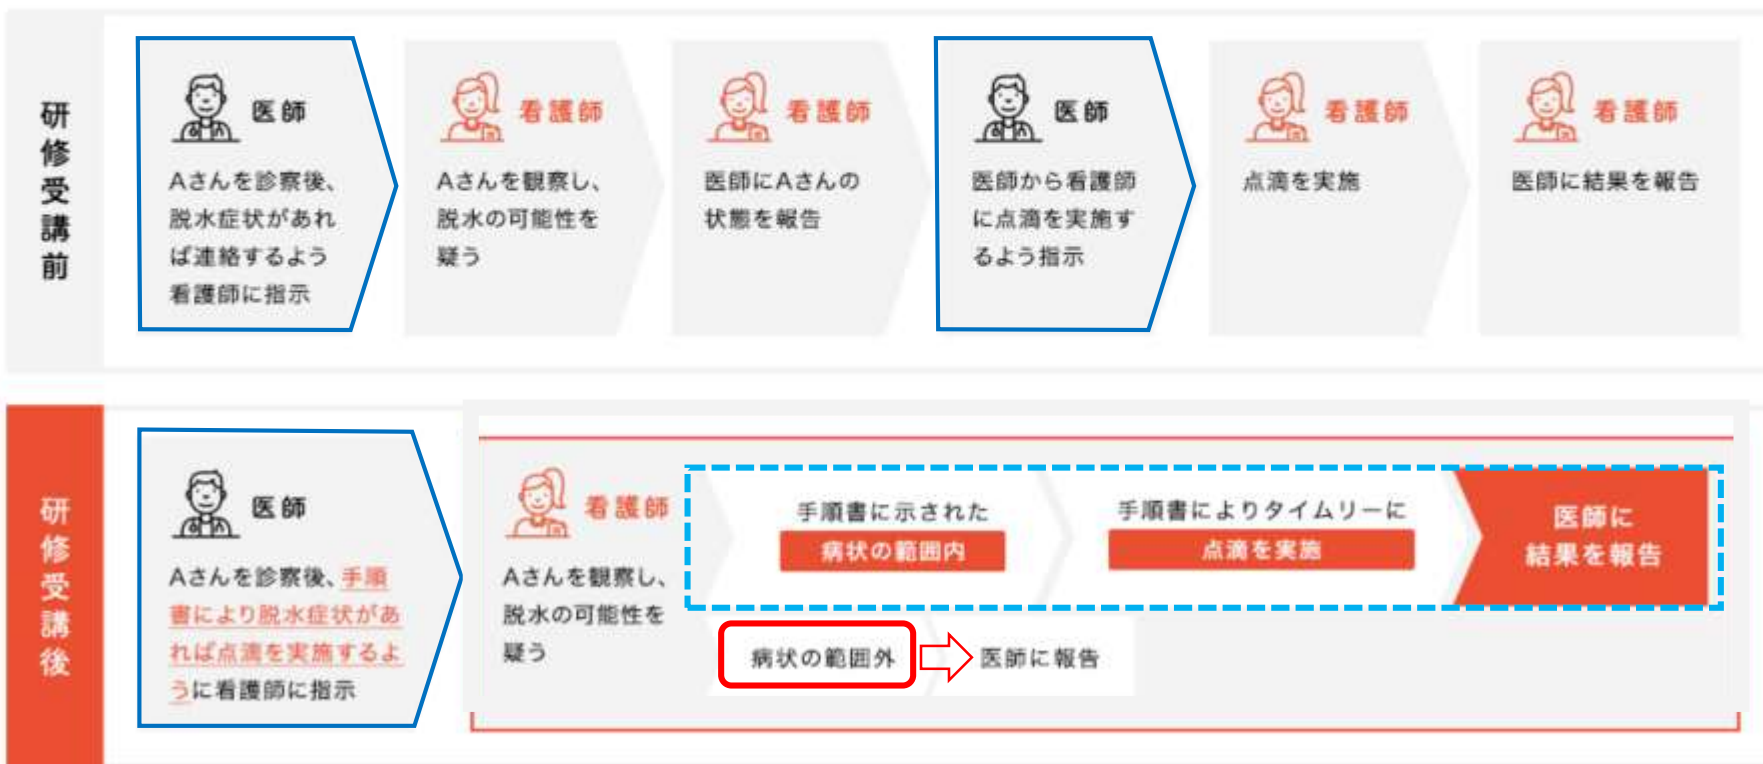 研修受講前
医師
Aさんを診察後、
脱水症状があれ
ば連絡するよう
看護師に指示
看護師
Aさんを観察し、
脱水の可能性を
疑う
看護師
医師にAさんの
状態を報告
医師
医師から看護師
に点滴を実施す
るよう指示
看護師
点滴を実施
看護師
医師に結果を報告
研修受講後
医師
Aさんを診察後、手順
書により脱水症状があ
れば点滴を実施するよ
うに看護師に指示
看護師
Aさんを観察し、
脱水の可能性を
疑う
手順書に示された
病状の範囲内
手順書によりタイムリーに
点滴を実施
医師に
結果を報告
病状の範囲外
医師に報告